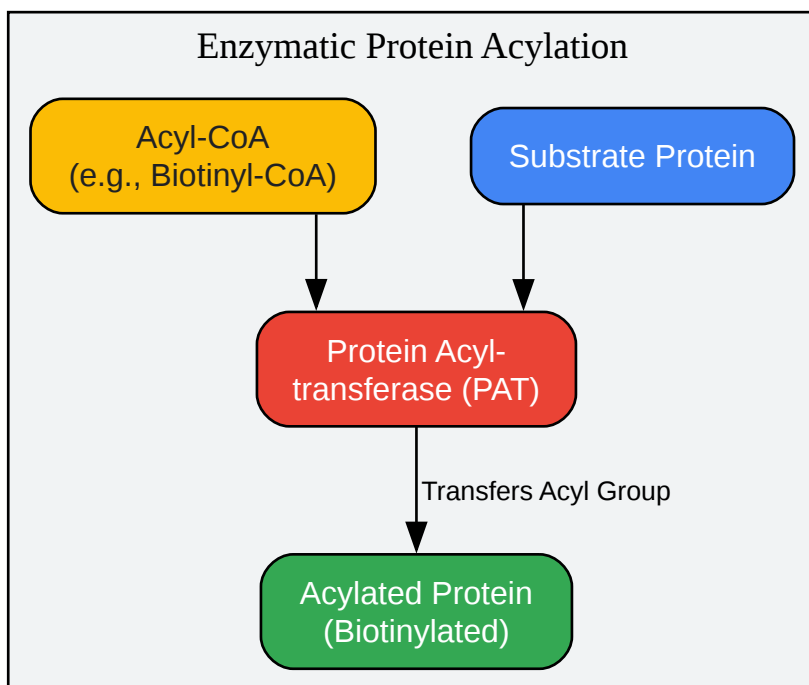 Enzymatic Protein Acylation
Acyl-CoA
(e.g., Biotinyl-CoA)
Substrate Protein
Protein Acyl-
transferase (PAT)
Transfers Acyl Group
Acylated Protein
(Biotinylated)